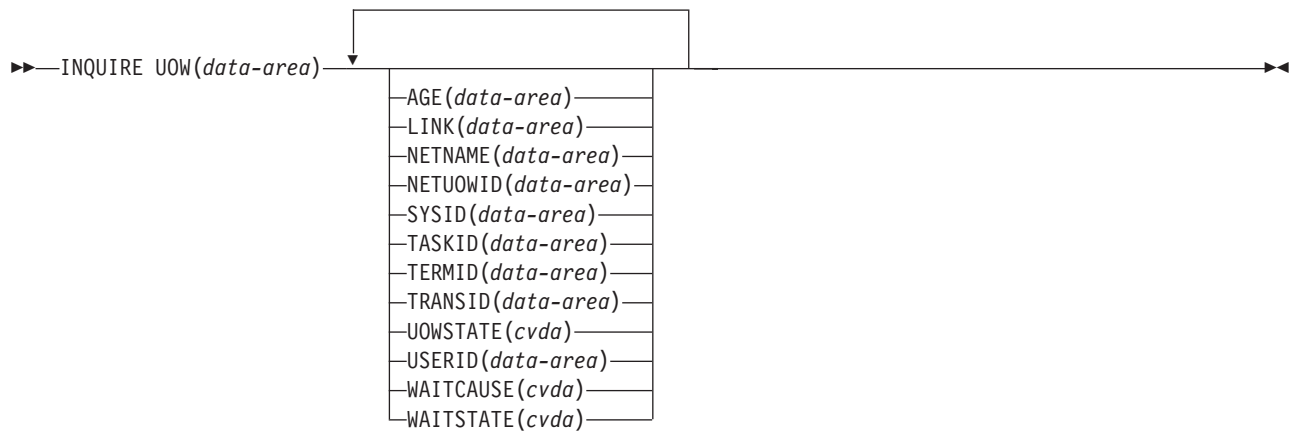 INQUIRE UOW(data-area)
AGE(data-area)
LINK(data-area)
NETNAME(data-area)
NETUOWID(data-area)
SYSID(data-area)
TASKID(data-area)
TERMID(data-area)
TRANSID(data-area)
UOWSTATE(cvda)
USERID(data-area)
WAITCAUSE(cvda)
WAITSTATE(cvda)